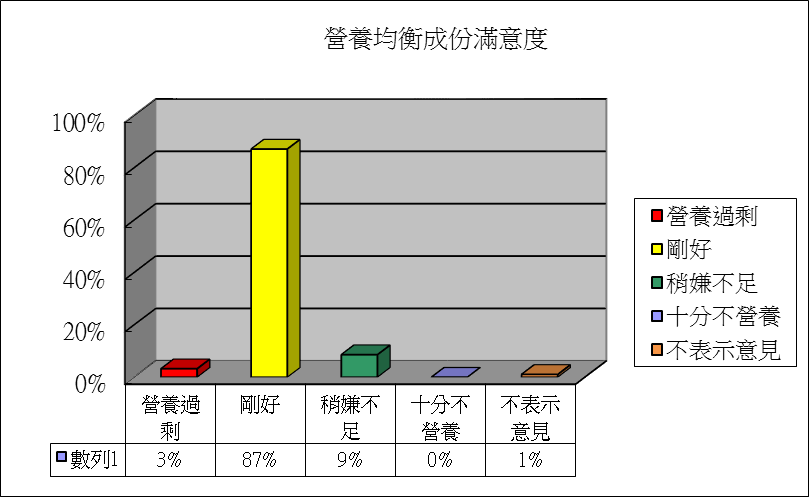 營養均衡成份滿意度
100%
80%
60%
40%
20%
0%
營養過剩
剛好
稍嫌不足
十分不營養
不表示意見
營養過 剛好 稍嫌不 十分不 不表示
剩 足 營養 意見
數列1 3% 87% 9% 0% 1%